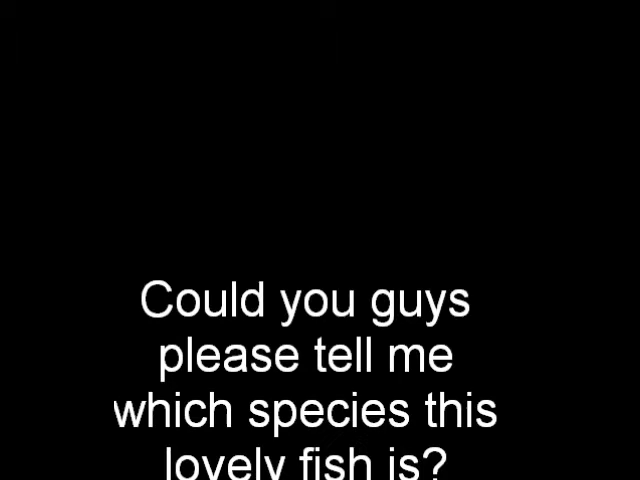 Could you guys
please tell me
which species this
lovely fish is?